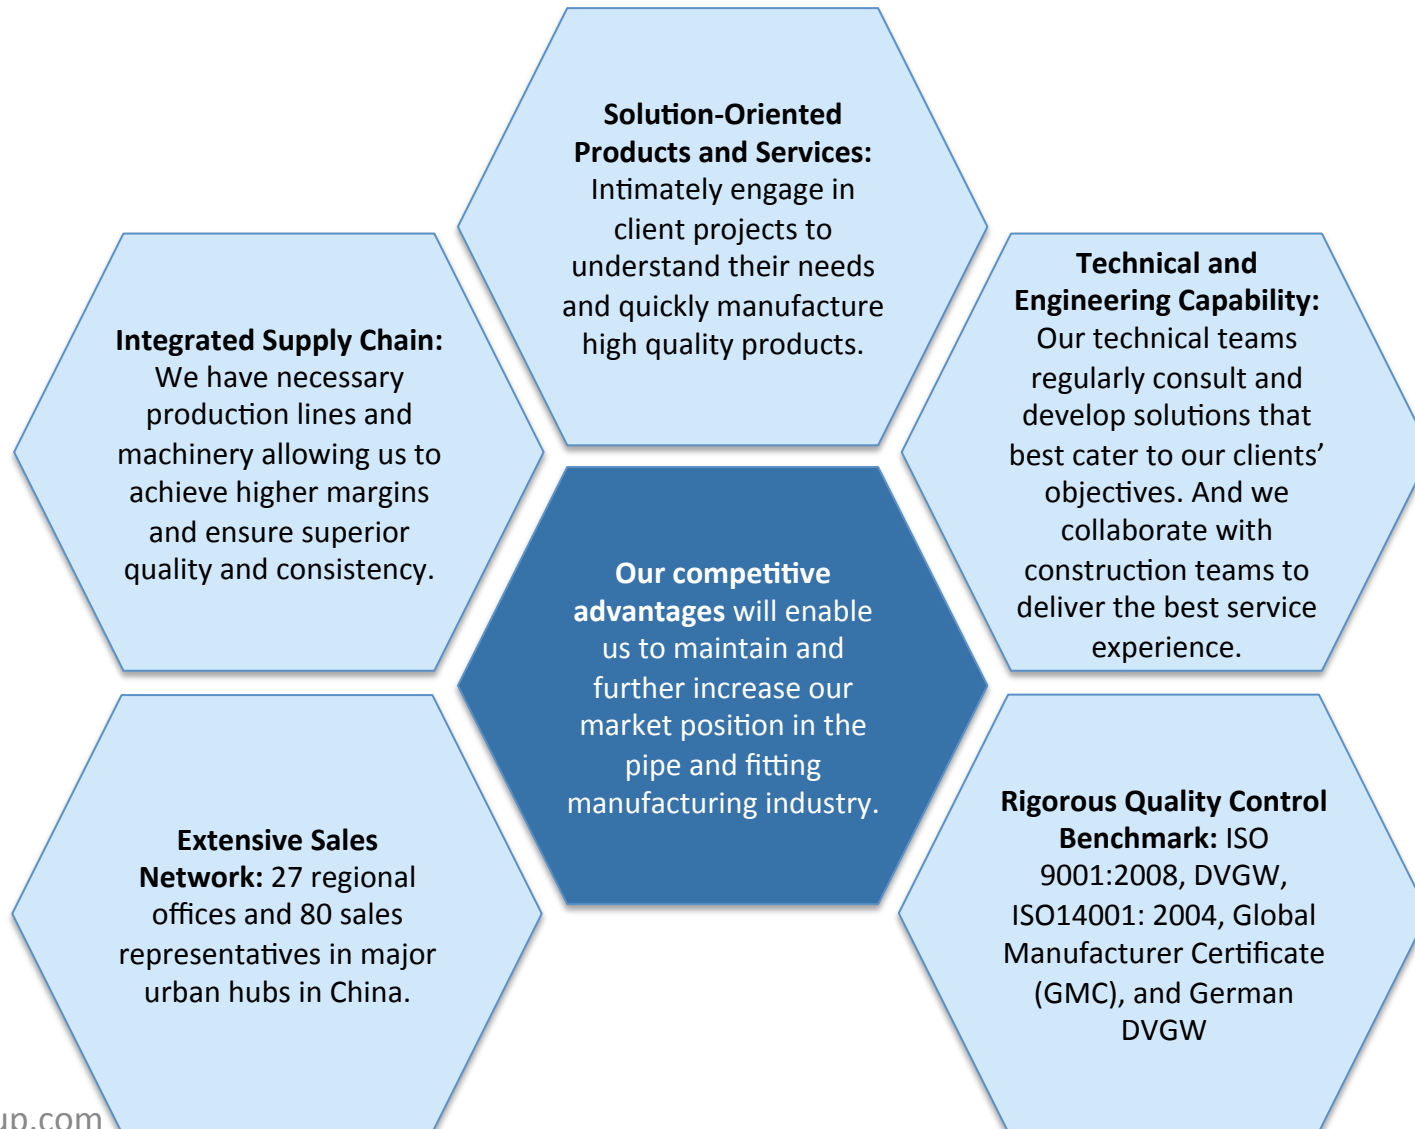 Solution-Oriented
Products and Services:
Intimately engage in
client projects to
understand their needs
and quickly manufacture
high quality products.
Integrated Supply Chain:
We have necessary
production lines and
machinery allowing us to
achieve higher margins
and ensure superior
quality and consistency.
Technical and
Engineering Capability:
Our technical teams
regularly consult and
develop solutions that
best cater to our clients’
objectives. And we
collaborate with
construction teams to
deliver the best service
experience.
Our competitive
advantages will enable
us to maintain and
further increase our
market position in the
pipe and fitting
manufacturing industry.
Extensive Sales
Network: 27 regional
offices and 80 sales
representatives in major
urban hubs in China.
Rigorous Quality Control
Benchmark: ISO
9001:2008, DVGW,
ISO14001: 2004, Global
Manufacturer Certificate
(GMC), and German
DVGW
up.com